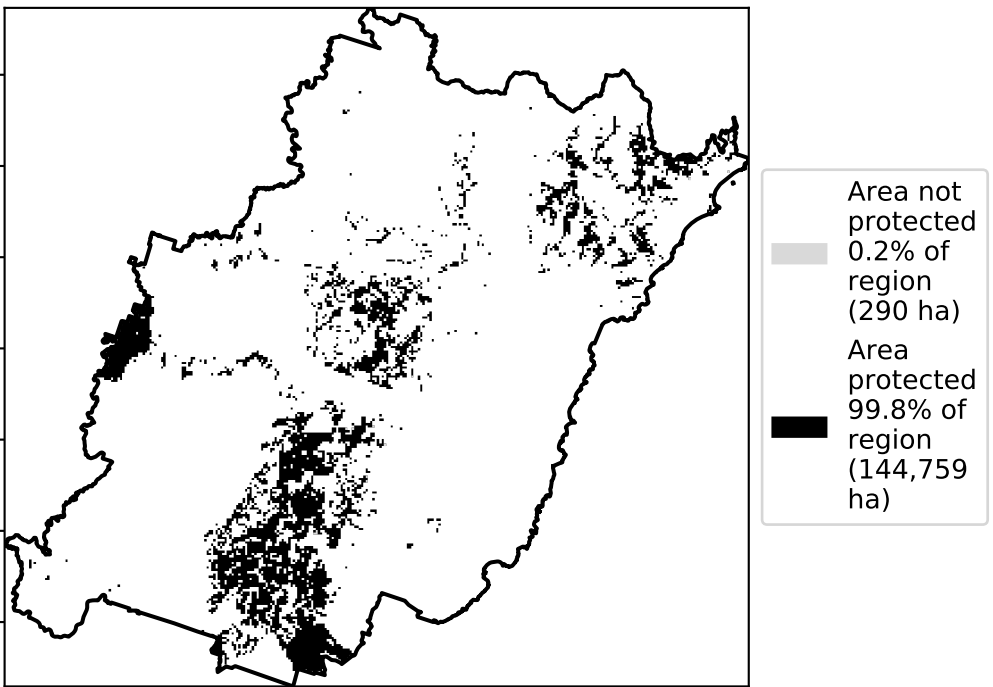 Area not
protected
0.2% of
region
(290 ha)
Area
protected
99.8% of
region
(144,759
ha)